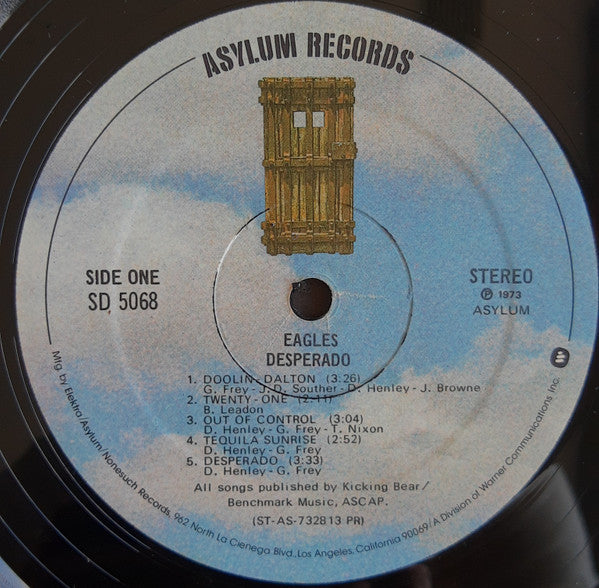 ASYLUM RECORDS
SIDE ONE
SD 5068
STEREO
℗ 1973
ASYLUM
EAGLES
DESPERADO
1. DOOLIN-DALTON (3:26)
G. Frey - J.D. Souther - D. Henley - J. Browne
2. TWENTY-ONE (2:11)
B. Leadon
3. OUT OF CONTROL (3:04)
D. Henley - G. Frey - T. Nixon
4. TEQUILA SUNRISE (2:52)
D. Henley - G. Frey
5. DESPERADO (3:33)
D. Henley - G. Frey
All songs published by Kicking Bear/
Benchmark Music, ASCAP.
(ST-AS-732813 PR)
Mfg. by Elektra/Asylum/Nonesuch Records, 962 North La Cienega Blvd., Los Angeles, California 90069/A Division of Warner Communications Inc.